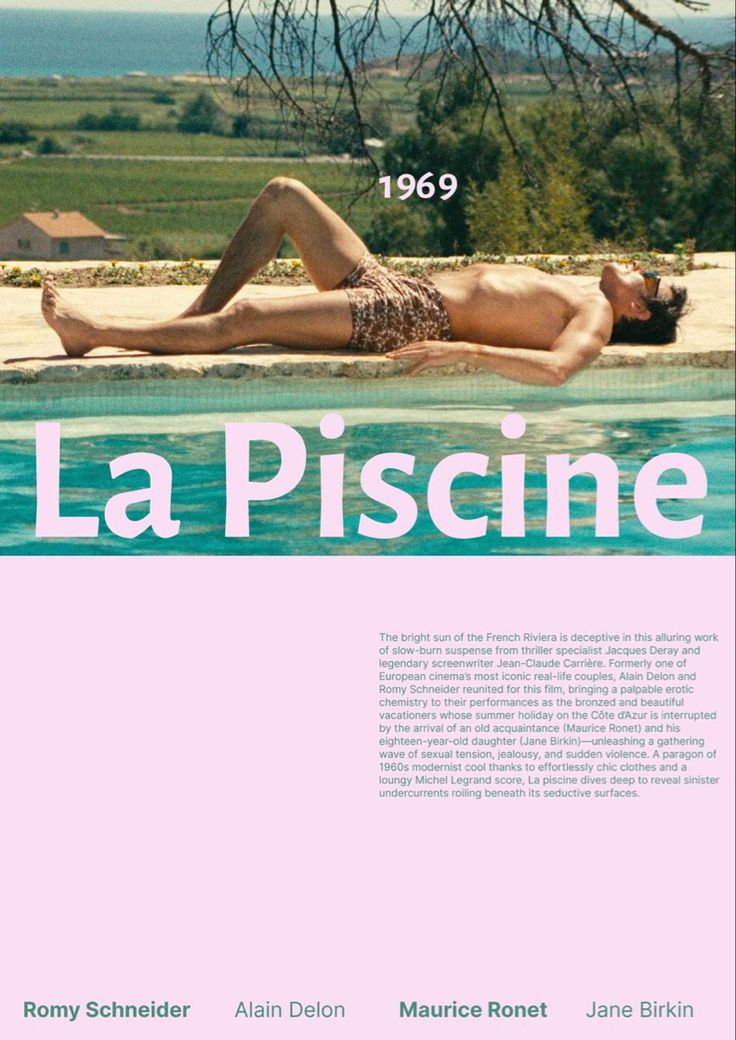 1969
La Piscine
The bright sun of the French Riviera is deceptive in this alluring work
of slow-burn suspense from thriller specialist Jacques Deray and
legendary screenwriter Jean-Claude Carrière. Formerly one of
European cinema's most iconic real-life couples, Alain Delon and
Romy Schneider reunited for this film, bringing a palpable erotic
chemistry to their performances as the bronzed and beautiful
vacationers whose summer holiday on the Côte d'Azur is interrupted
by the arrival of an old acquaintance (Maurice Ronet) and his
eighteen-year-old daughter (Jane Birkin)—unleashing a gathering
wave of sexual tension, jealousy, and sudden violence. A paragon of
1960s modernist cool thanks to effortlessly chic clothes and a
loungy Michel Legrand score, La piscine dives deep to reveal sinister
undercurrents roiling beneath its seductive surfaces.
Romy Schneider Alain Delon Maurice Ronet Jane Birkin